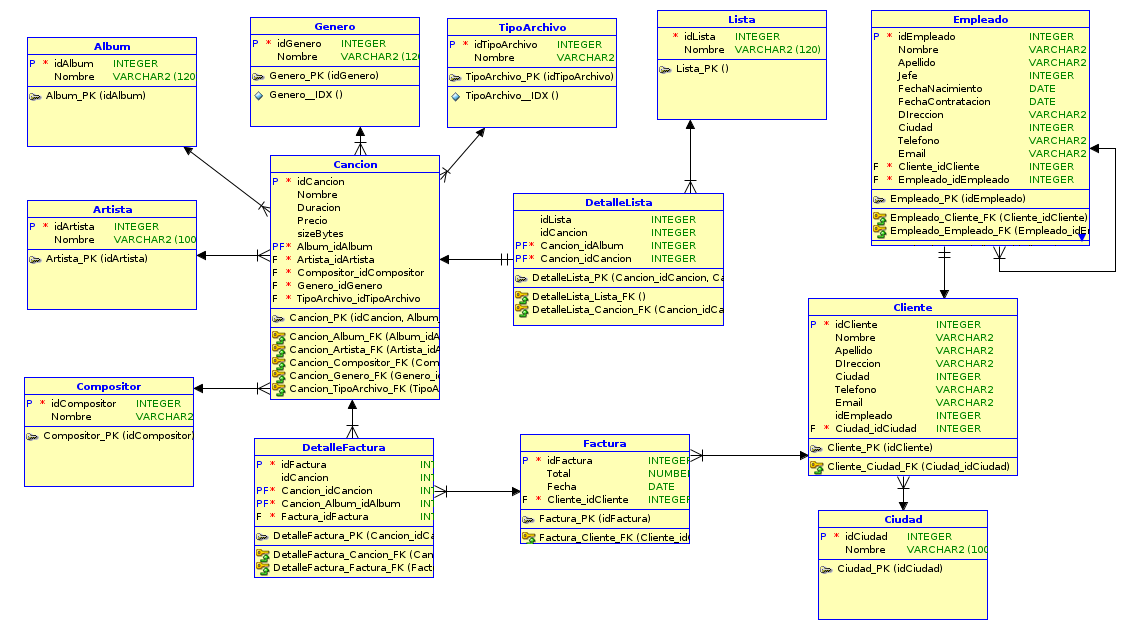 Album
P * idAlbum INTEGER
Nombre VARCHAR2 (120
Album_PK (idAlbum)
Genero
P * idGenero INTEGER
Nombre VARCHAR2 (120
Genero_PK (idGenero)
Genero__IDX ()
TipoArchivo
P * idTipoArchivo INTEGER
Nombre VARCHAR2
TipoArchivo_PK (idTipoArchivo)
TipoArchivo__IDX ()
Lista
* idLista INTEGER
Nombre VARCHAR2 (120)
Lista_PK ()
Empleado
P * idEmpleado INTEGER
Nombre VARCHAR2
Apellido VARCHAR2
Jefe INTEGER
FechaNacimiento DATE
FechaContratacion DATE
DIreccion VARCHAR2
Ciudad INTEGER
Telefono VARCHAR2
Email VARCHAR2
F * Cliente_idCliente INTEGER
F * Empleado_idEmpleado INTEGER
Empleado_PK (idEmpleado)
Empleado_Cliente_FK (Cliente_idCliente)
Empleado_Empleado_FK (Empleado_idEm
Cancion
P * idCancion
Nombre
Duracion
Precio
sizeBytes
PF* Album_idAlbum
F * Artista_idArtista
F * Compositor_idCompositor
F * Genero_idGenero
F * TipoArchivo_idTipoArchivo
Cancion_PK (idCancion, Album_
Cancion_Album_FK (Album_idA
Cancion_Artista_FK (Artista_idA
Cancion_Compositor_FK (Com
Cancion_Genero_FK (Genero_id
Cancion_TipoArchivo_FK (TipoA
Artista
P * idArtista INTEGER
Nombre VARCHAR2 (100
Artista_PK (idArtista)
DetalleLista
idLista INTEGER
idCancion INTEGER
PF* Cancion_idAlbum INTEGER
PF* Cancion_idCancion INTEGER
DetalleLista_PK (Cancion_idCancion, Ca
DetalleLista_Lista_FK ()
DetalleLista_Cancion_FK (Cancion_idCa
Cliente
P * idCliente INTEGER
Nombre VARCHAR2
Apellido VARCHAR2
DIreccion VARCHAR2
Ciudad INTEGER
Telefono VARCHAR2
Email VARCHAR2
idEmpleado INTEGER
F * Ciudad_idCiudad INTEGER
Cliente_PK (idCliente)
Cliente_Ciudad_FK (Ciudad_idCiudad)
Compositor
P * idCompositor INTEGER
Nombre VARCHAR2
Compositor_PK (idCompositor)
DetalleFactura
P * idFactura INT
idCancion INT
PF* Cancion_idCancion INT
PF* Cancion_Album_idAlbum INT
F * Factura_idFactura INT
DetalleFactura_PK (Cancion_idCa
DetalleFactura_Cancion_FK (Can
DetalleFactura_Factura_FK (Fact
Factura
P * idFactura INTEGER
Total NUMBE
Fecha DATE
F * Cliente_idCliente INTEGER
Factura_PK (idFactura)
Factura_Cliente_FK (Cliente_id
Ciudad
P * idCiudad INTEGER
Nombre VARCHAR2 (100
Ciudad_PK (idCiudad)